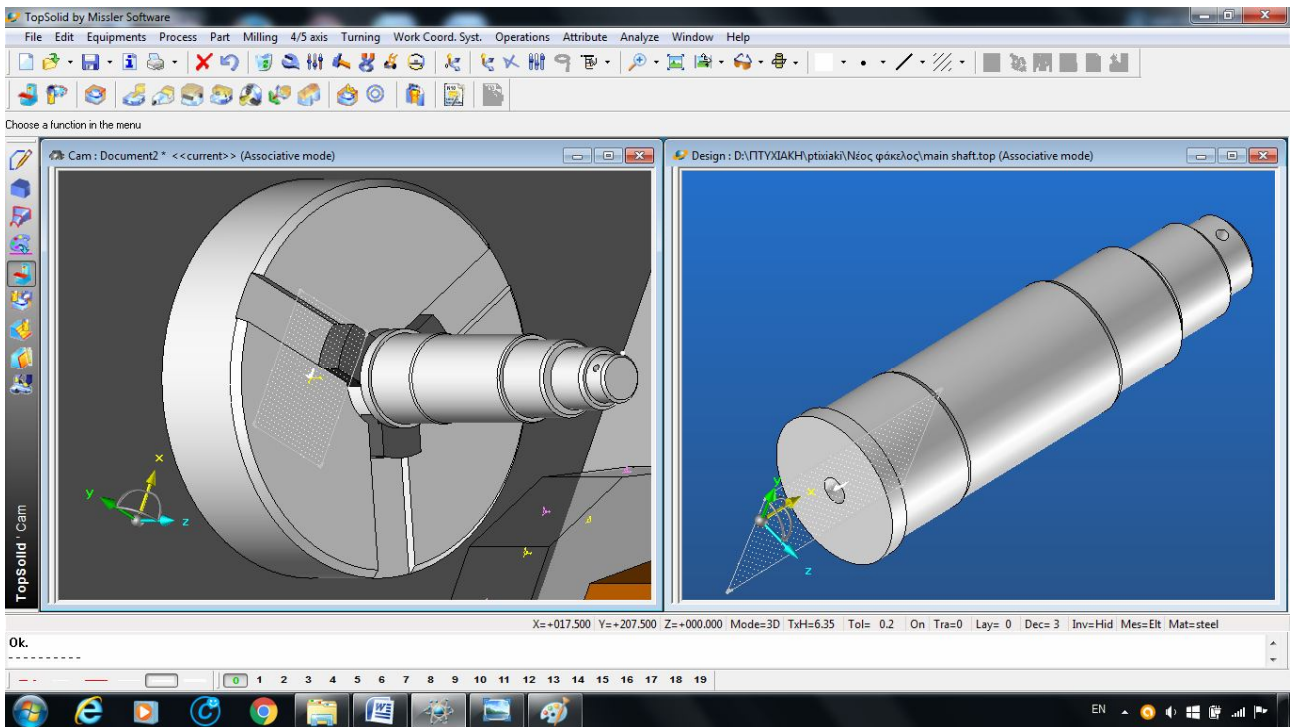 TopSolid by Missler Software
File Edit Equipments Process Part Milling 4/5 axis Turning Work Coord. Syst. Operations Attribute Analyze Window Help
Choose a function in the menu
Cam : Document2 * <<current>> (Associative mode)
Design : D:\ΠΤΥΧΙΑΚΗ\ptixiaki\Νέος φάκελος\main shaft.top (Associative mode)
x
y
z
y
x
z
TopSolid'Cam
X=+017.500 Y=+207.500 Z=+000.000 Mode=3D TxH=6.35 Tol= 0.2 On Tra=0 Lay= 0 Dec= 3 Inv=Hid Mes=Elt Mat=steel
Ok.
----------
0 1 2 3 4 5 6 7 8 9 10 11 12 13 14 15 16 17 18 19
EN